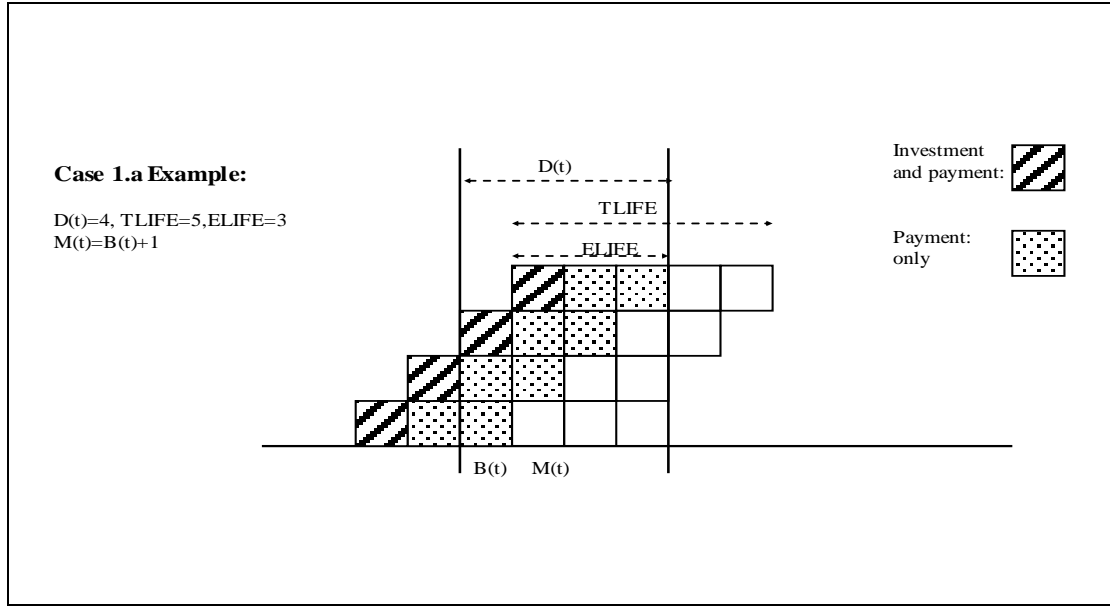 Case 1.a Example:
D(t)=4, TLIFE=5,ELIFE=3
M(t)=B(t)+1
D(t)
TLIFE
ELIFE
B(t) M(t)
Investment
and payment:
Payment:
only